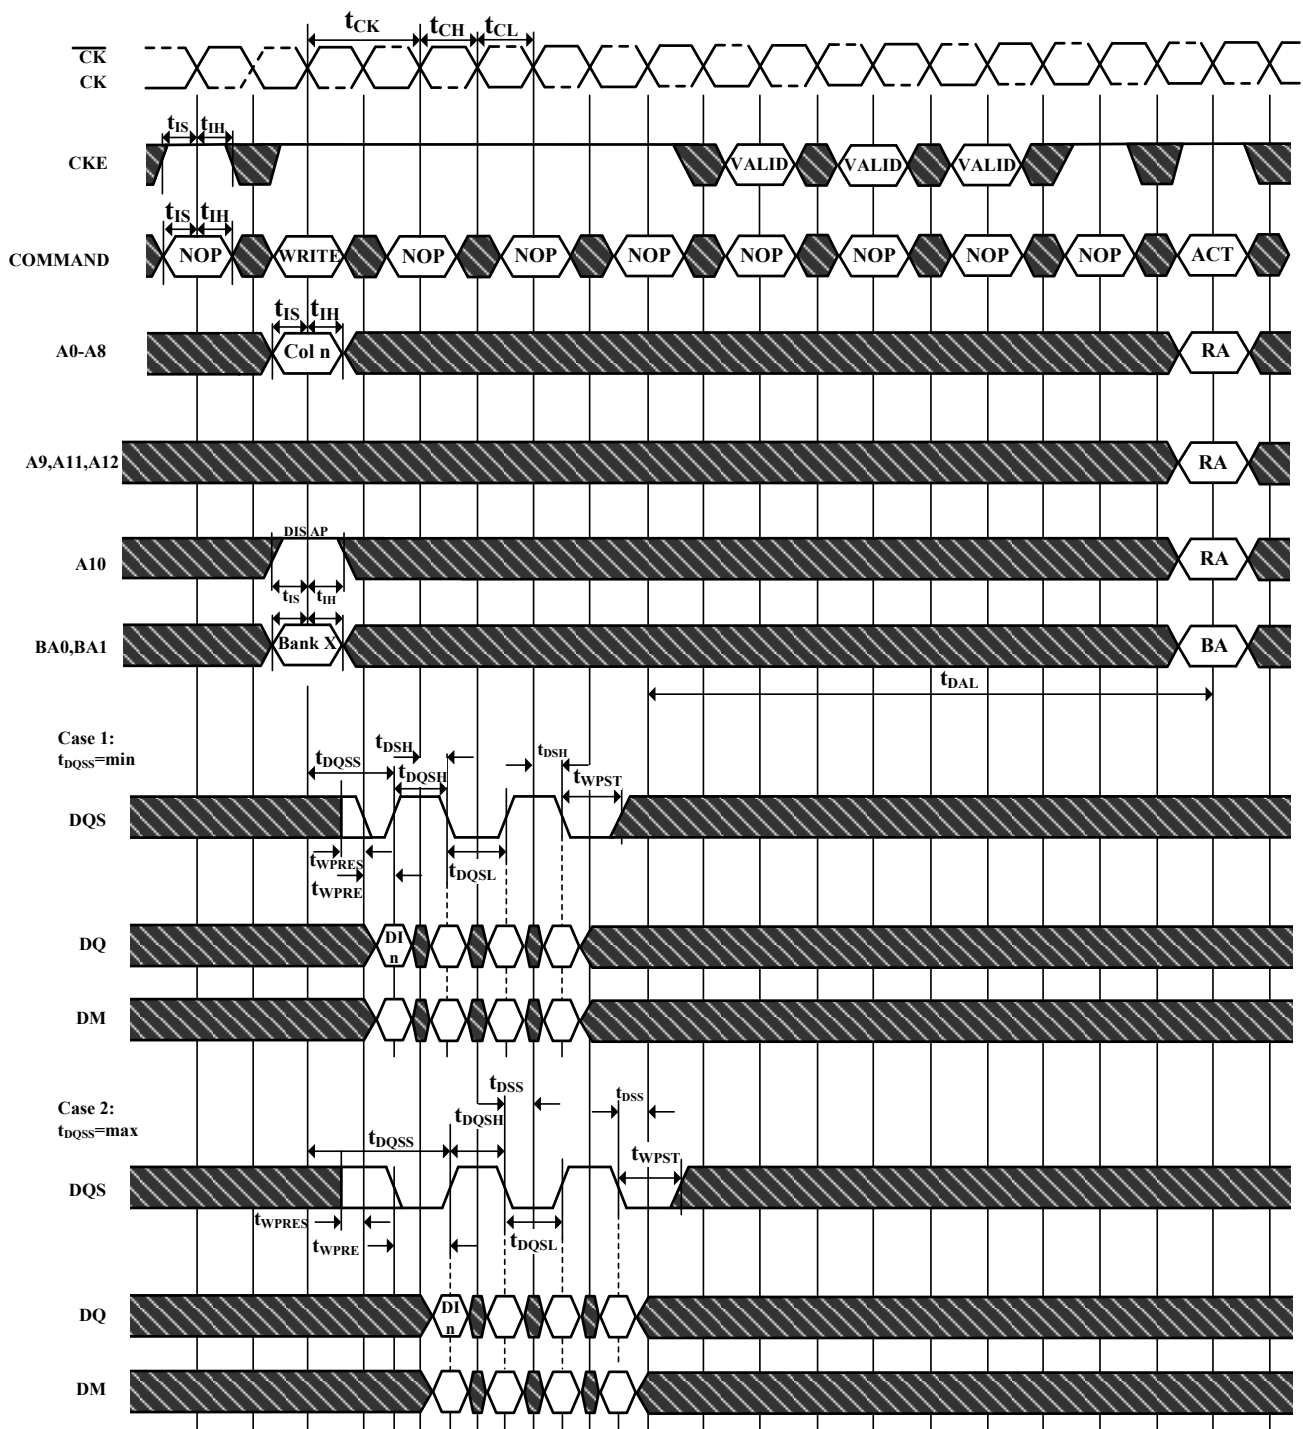 tCK tCH tCL
CK
CK
tIS tIH
CKE VALID VALID VALID
tIS tIH
COMMAND NOP WRITE NOP NOP NOP NOP NOP NOP NOP ACT
tIS tIH
A0-A8 Col n RA
A9,A11,A12 RA
DIS AP
A10 RA
tIS tIH
BA0,BA1 Bank X BA
tDAL
Case 1:
tDQSS=min
tDSH tDSH
tDQSS tDQSH tWPST
DQS
tWPRES
tDQSL
tWPRE
DQ DI
n
DM
tDSS tDSS
Case 2:
tDQSS=max
tDQSH
tDQSS tWPST
DQS
tWPRES
tWPRE tDQSL
DQ DI
n
DM